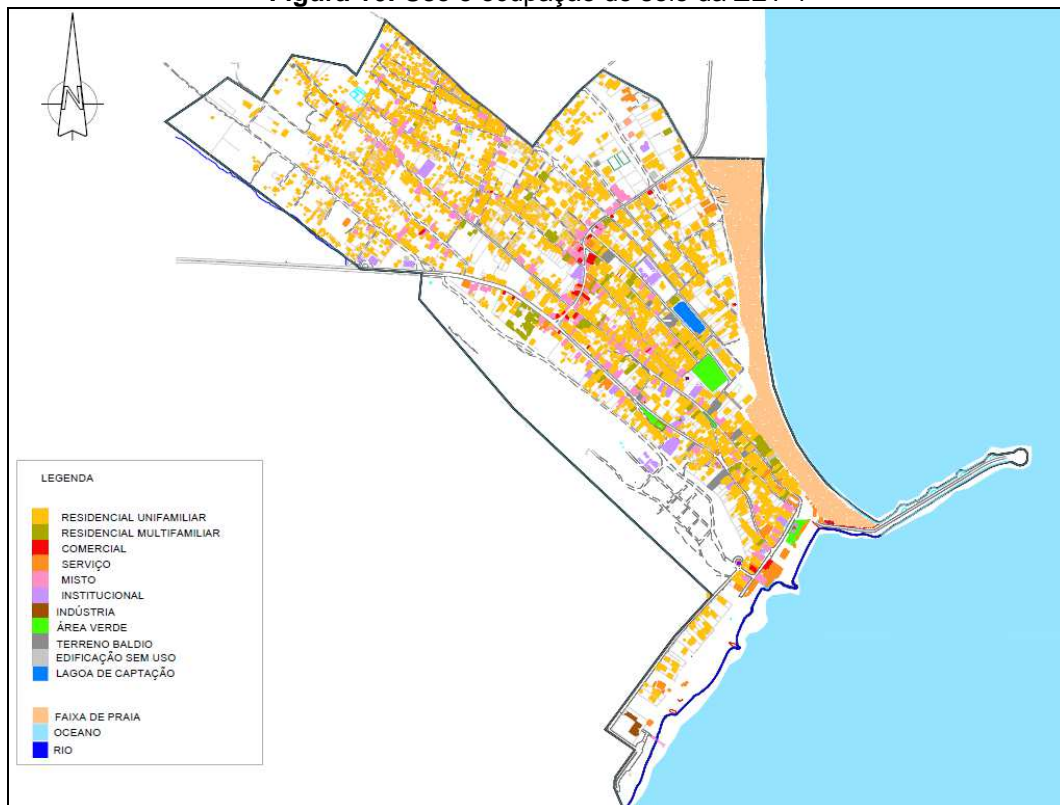 N
LEGENDA
RESIDENCIAL UNIFAMILIAR
RESIDENCIAL MULTIFAMILIAR
COMERCIAL
SERVIÇO
MISTO
INSTITUCIONAL
INDÚSTRIA
ÁREA VERDE
TERRENO BALDIO
EDIFICAÇÃO SEM USO
LAGOA DE CAPTAÇÃO
FAIXA DE PRAIA
OCEANO
RIO